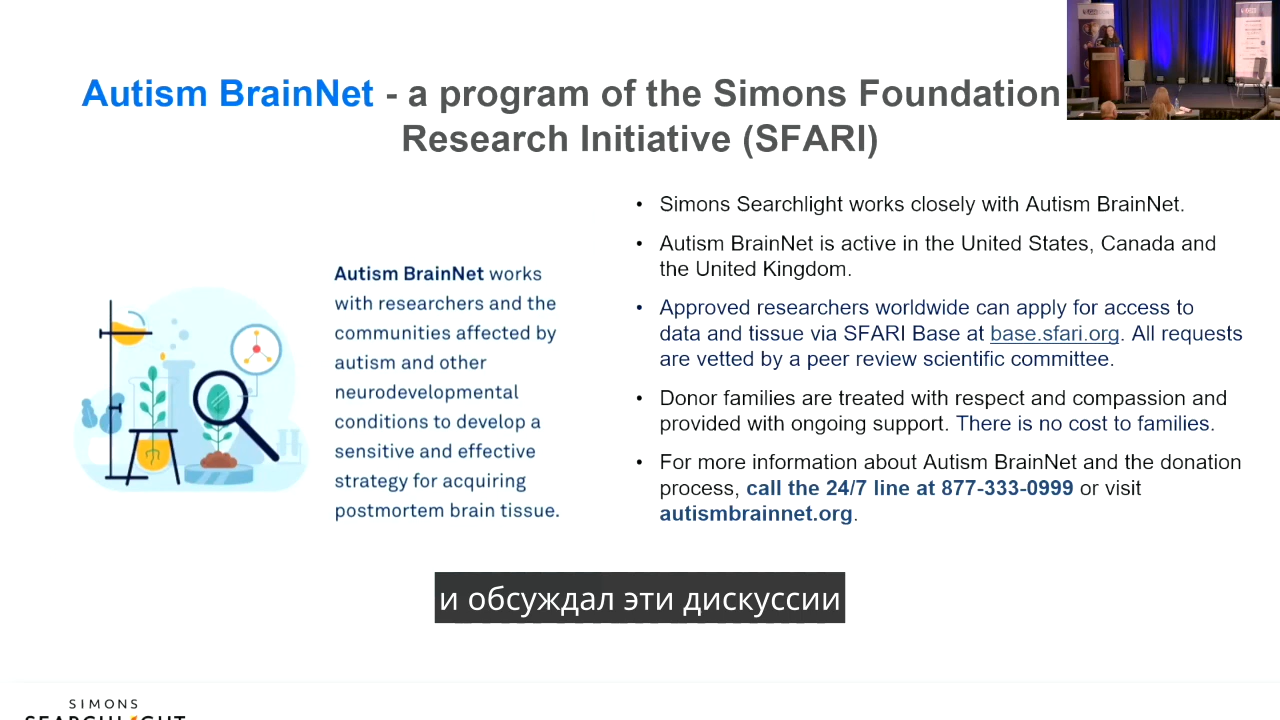 Autism BrainNet - a program of the Simons Foundation
Research Initiative (SFARI)
Autism BrainNet works
with researchers and the
communities affected by
autism and other
neurodevelopmental
conditions to develop a
sensitive and effective
strategy for acquiring
postmortem brain tissue.
• Simons Searchlight works closely with Autism BrainNet.
• Autism BrainNet is active in the United States, Canada and
the United Kingdom.
• Approved researchers worldwide can apply for access to
data and tissue via SFARI Base at base.sfari.org. All requests
are vetted by a peer review scientific committee.
• Donor families are treated with respect and compassion and
provided with ongoing support. There is no cost to families.
• For more information about Autism BrainNet and the donation
process, call the 24/7 line at 877-333-0999 or visit
autismbrainnet.org.
и обсуждал эти дискуссии
SIMONS
SEARCHLIGHT